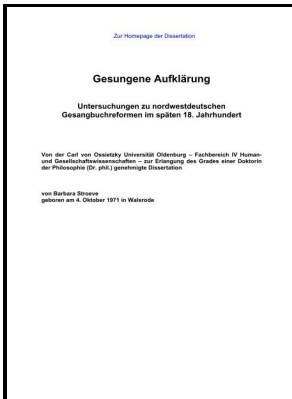 Zur Homepage der Dissertation
Gesungene Aufklärung
Untersuchungen zu nordwestdeutschen
Gesangbuchreformen im späten 18. Jahrhundert
Von der Carl von Ossietzky Universität Oldenburg – Fachbereich IV Human-
und Gesellschaftswissenschaften – zur Erlangung des Grades einer Doktorin
der Philosophie (Dr. phil.) genehmigte Dissertation
von Barbara Stroeve
geboren am 4. Oktober 1971 in Walsrode